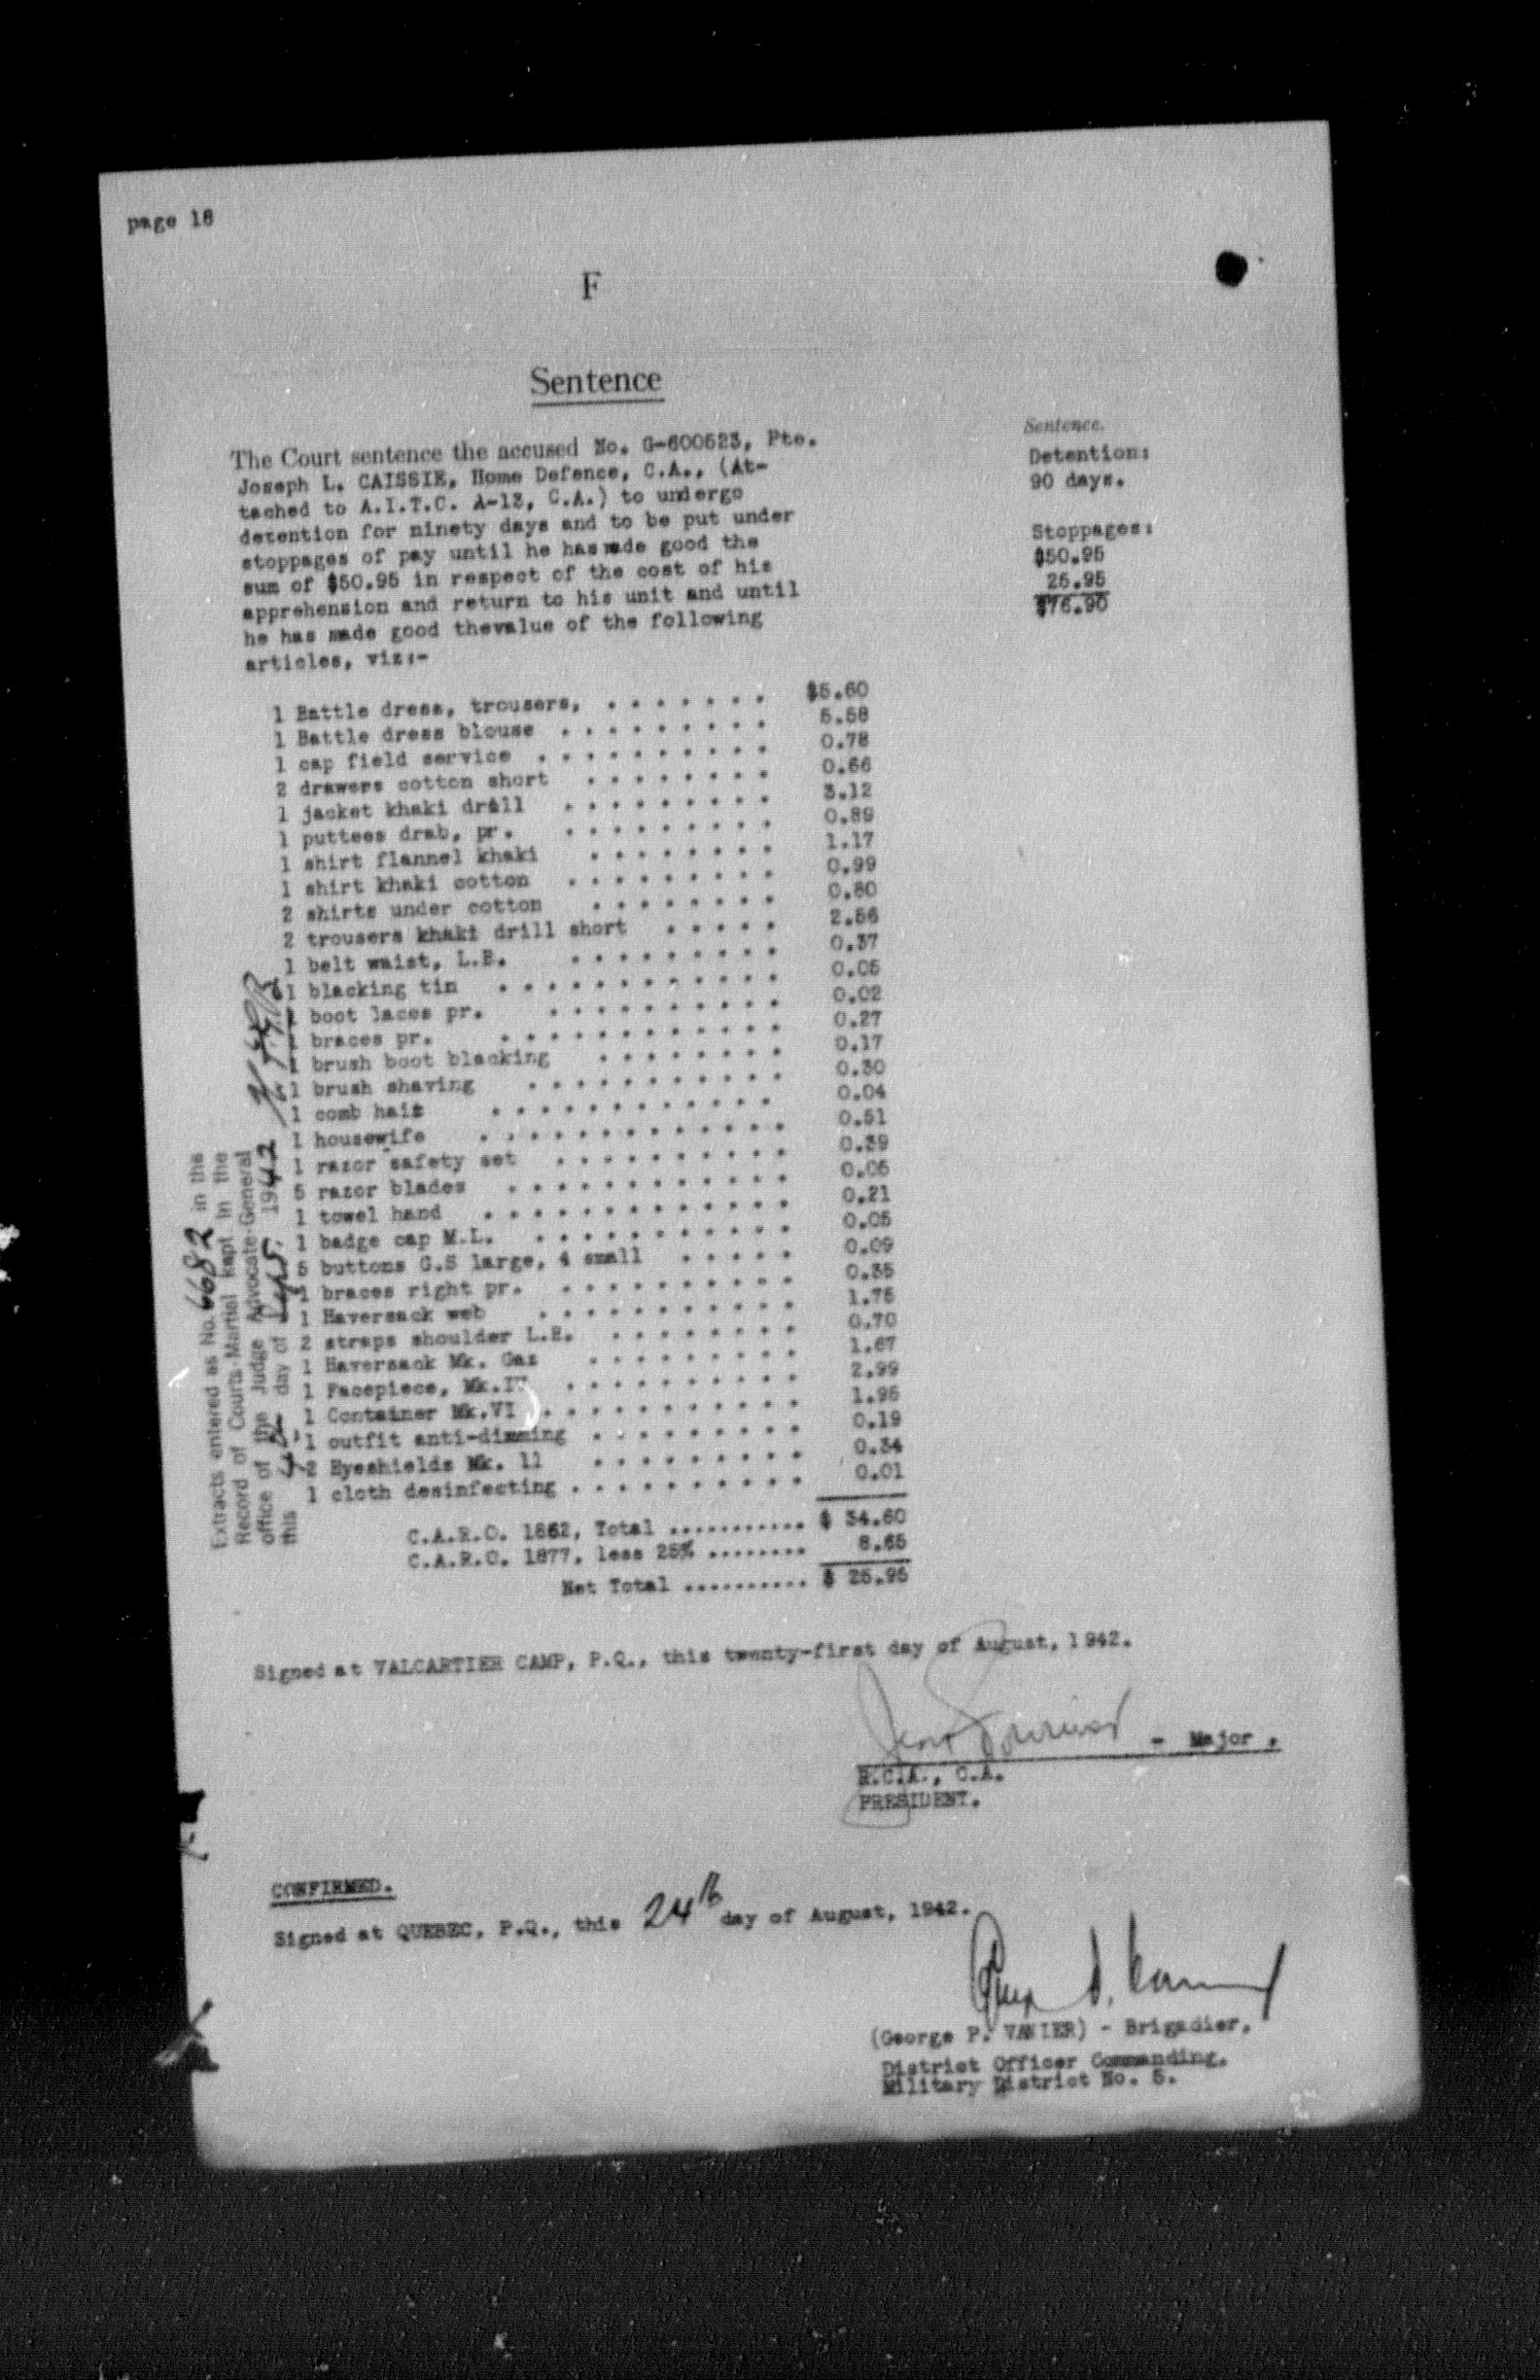 page 18
F
Sentence
The Court sentence the accused No. G-600523, Pte.
Joseph L. CAISSIE, Home Defence, C.A., (At-
tached to A.I.T.C. A-13, C.A.) to undergo
detention for ninety days and to be put under
stoppages of pay until he has made good the
sum of $50.95 in respect of the cost of his
apprehension and return to his unit and until
he has made good thevalue of the following
articles, viz:-
Sentence.
Detention:
90 days.
Stoppages:
$50.95
25.95
$76.90
1 Battle dress, trousers, . . . . . . . $5.60
1 Battle dress blouse . . . . . . . . . 5.58
1 cap field service . . . . . . . . . . 0.78
2 drawers cotton short . . . . . . . . 0.66
1 jacket khaki drill . . . . . . . . . 3.12
1 puttees drab, pr. . . . . . . . . . 0.89
1 shirt flannel khaki . . . . . . . . 1.17
1 shirt khaki cotton . . . . . . . . . 0.99
2 shirts under cotton . . . . . . . . 0.80
2 trousers khaki drill short . . . . . 2.56
1 belt waist, L.E. . . . . . . . . . 0.37
1 blacking tin . . . . . . . . . . . . 0.05
1 boot laces pr. . . . . . . . . . . 0.02
1 braces pr. . . . . . . . . . . . . 0.27
1 brush boot blacking . . . . . . . . 0.17
1 brush shaving . . . . . . . . . . . 0.30
1 comb hair . . . . . . . . . . . . 0.04
1 housewife . . . . . . . . . . . . . 0.51
1 razor safety set . . . . . . . . . . 0.39
5 razor blades . . . . . . . . . . . . 0.06
1 towel hand . . . . . . . . . . . . . 0.21
1 badge cap M.L. . . . . . . . . . . . 0.05
5 buttons G.S large, 4 small . . . . . 0.09
1 braces right pr. . . . . . . . . . . 0.35
1 Haversack web . . . . . . . . . . . 1.75
2 straps shoulder L.E. . . . . . . . . 0.70
1 Haversack Mk. Gas . . . . . . . . . 1.67
1 Facepiece, Mk.IV . . . . . . . . . . 2.99
1 Container Mk.VI . . . . . . . . . . . 1.95
1 outfit anti-dimming . . . . . . . . . 0.19
2 Eyeshields Mk. 11 . . . . . . . . . 0.34
1 cloth desinfecting . . . . . . . . . . 0.01
C.A.R.O. 1862, Total ........... $ 34.60
C.A.R.O. 1877, less 25% ........ 8.65
Net Total .......... $ 25.95
Extracts entered as No. 6682 in the
Record of Courts-Martial kept in the
office of the Judge Advocate-General
this day of Sept. 1942
Signed at VALCARTIER CAMP, P.Q., this twenty-first day of August, 1942.
- Major .
R.C.A., C.A.
PRESIDENT.
CONFIRMED.
Signed at QUEBEC, P.Q., this 24th day of August, 1942.
(George P. VANIER) - Brigadier,
District Officer Commanding.
Military District No. 5.